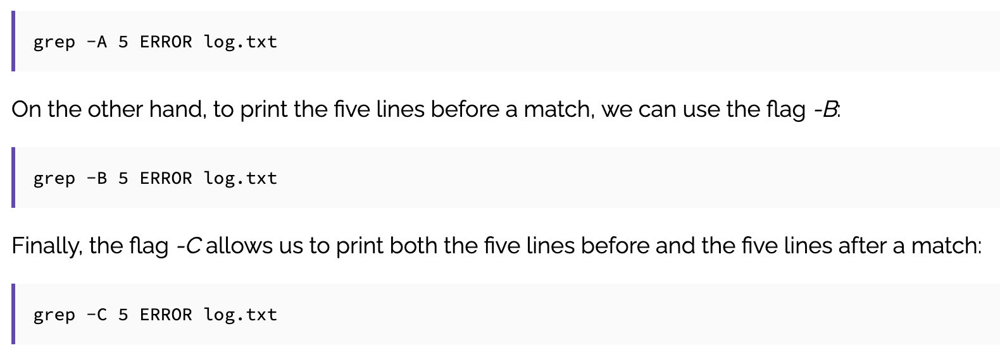 grep -A 5 ERROR log.txt
On the other hand, to print the five lines before a match, we can use the flag -B:
grep -B 5 ERROR log.txt
Finally, the flag -C allows us to print both the five lines before and the five lines after a match:
grep -C 5 ERROR log.txt